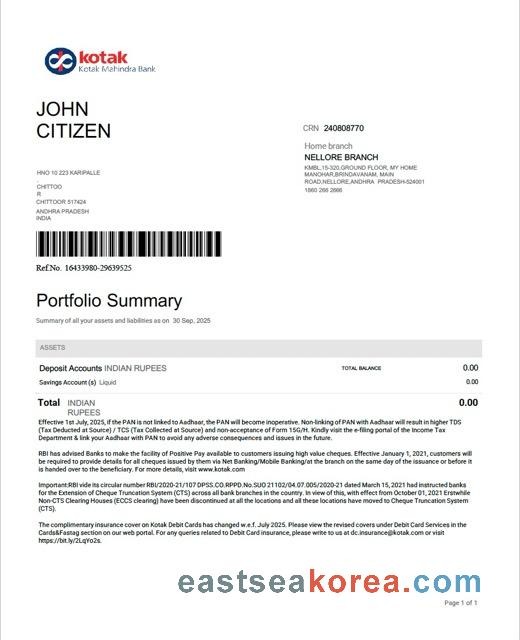 kotak
Kotak Mahindra Bank
JOHN
CITIZEN
CRN 240808770
Home branch
NELLORE BRANCH
KMBL,15-320,GROUND FLOOR, MY HOME
MANOHAR,BRINDAVANAM, MAIN
ROAD,NELLORE,ANDHRA PRADESH-524001
1860 266 2666
HNO 10 223 KARIPALLE
.
CHITTOO
R
CHITTOOR 517424
ANDHRA PRADESH
INDIA
Ref.No. 16433980-29639525
Portfolio Summary
Summary of all your assets and liabilities as on 30 Sep, 2025
ASSETS
Deposit Accounts INDIAN RUPEES TOTAL BALANCE 0.00
Savings Account (s) Liquid 0.00
Total INDIAN RUPEES 0.00
Effective 1st July, 2025, if the PAN is not linked to Aadhaar, the PAN will become inoperative. Non-linking of PAN with Aadhaar will result in higher TDS
(Tax Deducted at Source) / TCS (Tax Collected at Source) and non-acceptance of Form 15G/H. Kindly visit the e-filing portal of the Income Tax
Department & link your Aadhaar with PAN to avoid any adverse consequences and issues in the future.
RBI has advised Banks to make the facility of Positive Pay available to customers issuing high value cheques. Effective January 1, 2021, customers will be
required to provide details for all cheques issued by them via Net Banking/Mobile Banking/at the branch on the same day of the issuance or before it
is handed over to the beneficiary. For more details, visit www.kotak.com
Important:RBI vide its circular number RBI/2020-21/107 DPSS.CO.RPPD.No.SUO 21102/04.07.005/2020-21 dated March 15, 2021 had instructed banks
for the Extension of Cheque Truncation System (CTS) across all bank branches in the country. In view of this, with effect from October 01, 2021 Erstwhile
Non-CTS Clearing Houses (ECCS clearing) have been discontinued at all the locations and all these locations have moved to Cheque Truncation System
(CTS).
The complimentary insurance cover on Kotak Debit Cards has changed w.e.f. July 2025. Please view the revised covers under Debit Card Services in the
Cards&Fastag section on our web portal. For any queries related to Debit Card insurance, please write to us at dc.insurance@kotak.com or visit
https://bit.ly/2LqYo2s.
eastseakorea.com
Page 1 of 1